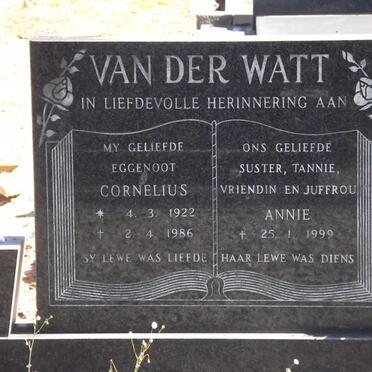 VAN DER WATT
IN LIEFDEVOLLE HERINNERING AAN
MY GELIEFDE
EGGENOOT
CORNELIUS
* 4. 3. 1922
+ 2. 4. 1986
SY LEWE WAS LIEFDE
ONS GELIEFDE
SUSTER, TANNIE,
VRIENDIN EN JUFFROU
ANNIE
+ 25. 1. 1999
HAAR LEWE WAS DIENS